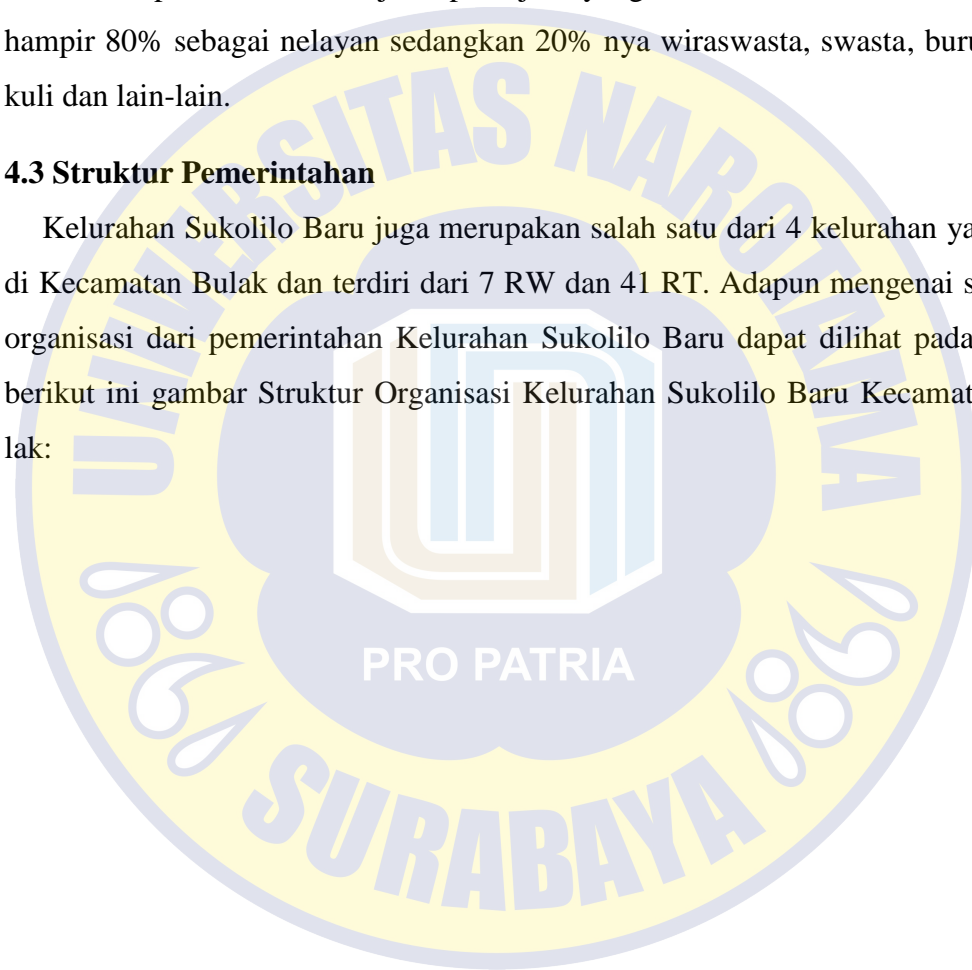 hampir 80% sebagai nelayan sedangkan 20% nya wiraswasta, swasta, buru
kuli dan lain-lain.
4.3 Struktur Pemerintahan
Kelurahan Sukolilo Baru juga merupakan salah satu dari 4 kelurahan ya
di Kecamatan Bulak dan terdiri dari 7 RW dan 41 RT. Adapun mengenai s
organisasi dari pemerintahan Kelurahan Sukolilo Baru dapat dilihat pada
berikut ini gambar Struktur Organisasi Kelurahan Sukolilo Baru Kecamat
lak:
UNIVERSITAS NAROTAMA
PRO PATRIA
SURABAYA